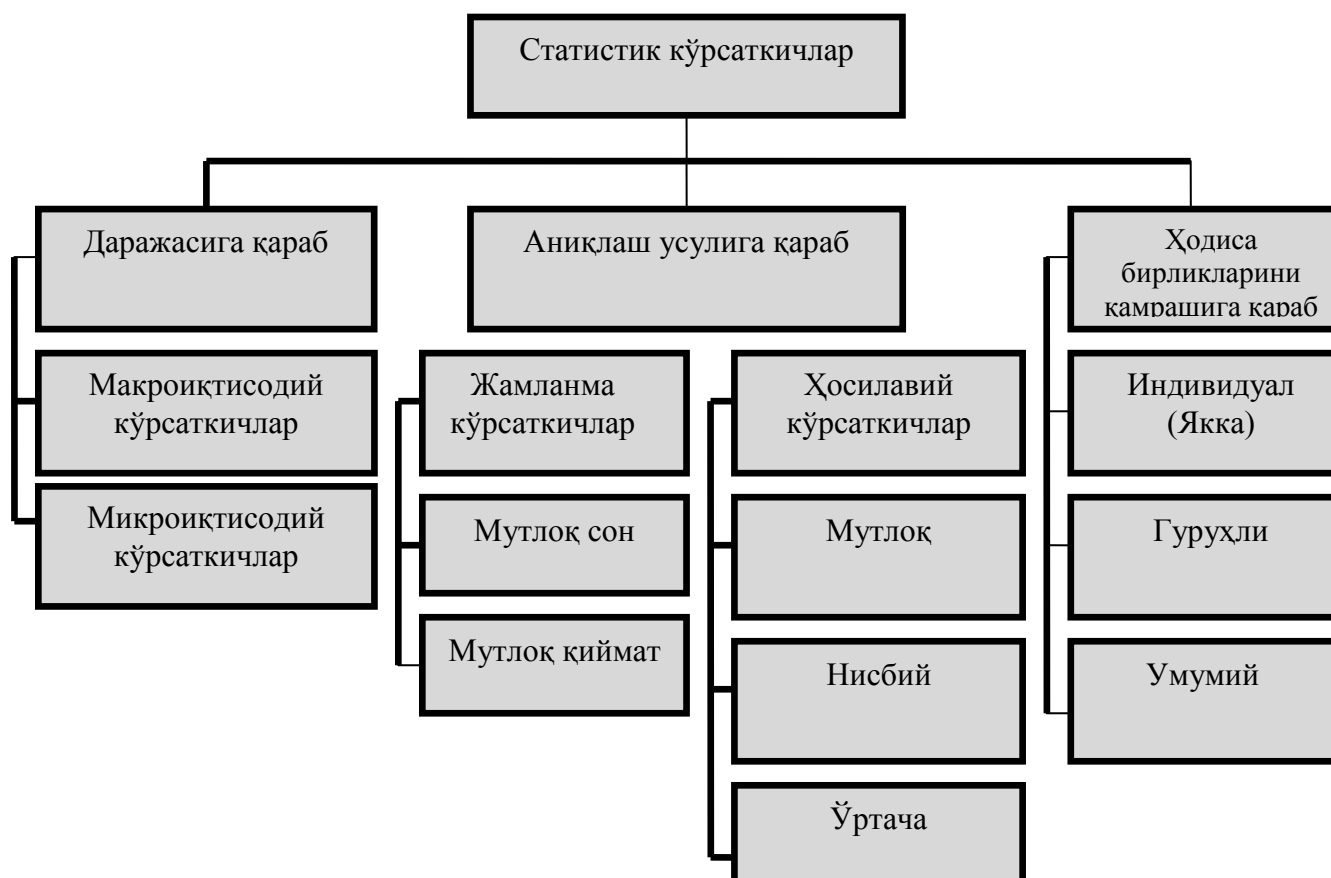 Статистик кўрсаткичлар
Даражасига қараб
Аниқлаш усулига қараб
Ҳодиса
бирликларини
қамрашига қараб
Макроиқтисодий
кўрсаткичлар
Жамланма
кўрсаткичлар
Ҳосилавий
кўрсаткичлар
Индивидуал
(Якка)
Микроиқтисодий
кўрсаткичлар
Мутлоқ сон
Мутлоқ
Гуруҳли
Мутлоқ қиймат
Нисбий
Умумий
Ўртача